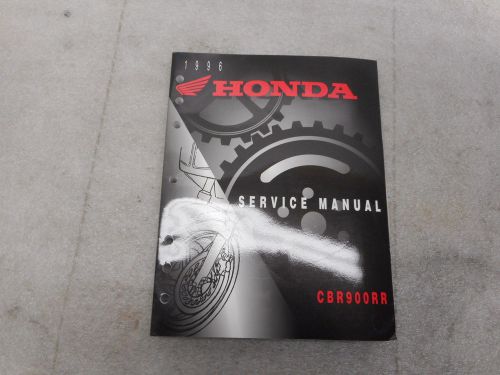 1996
HONDA
SERVICE MANUAL
CBR900RR